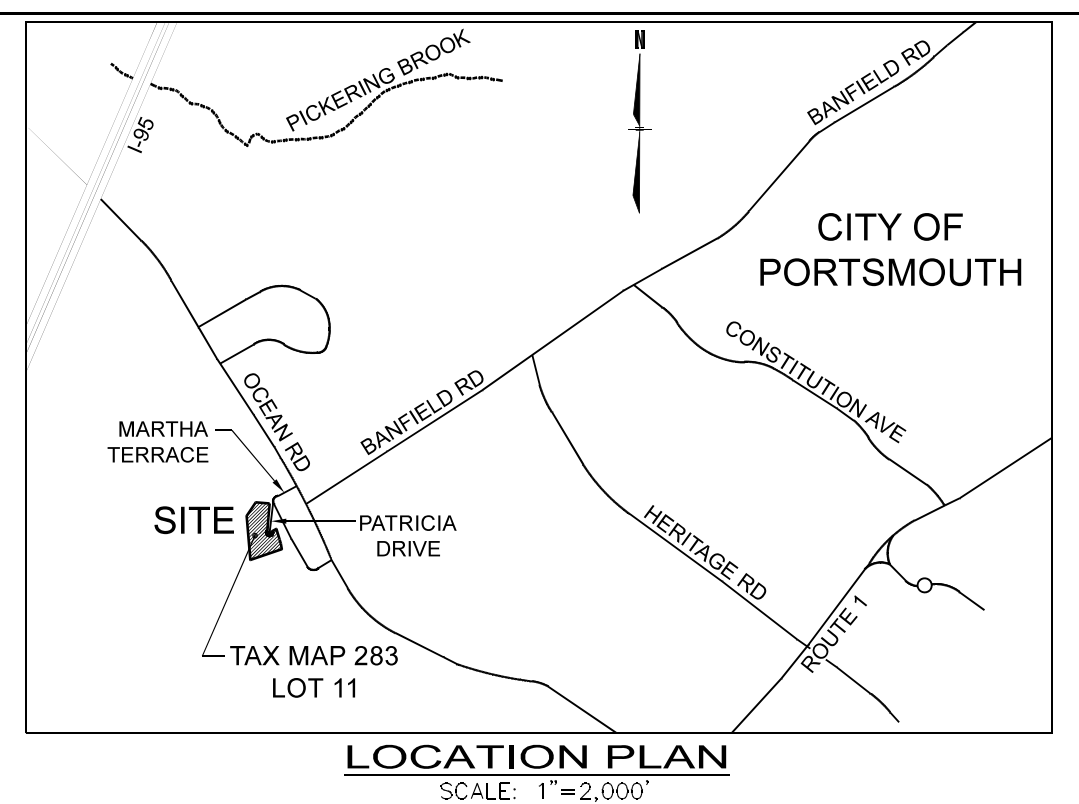 N
BANFIELD RD
PICKERING BROOK
I-95
CITY OF
PORTSMOUTH
CONSTITUTION AVE
OCEAN RD
BANFIELD RD
MARTHA
TERRACE
SITE
PATRICIA
DRIVE
HERITAGE RD
ROUTE 1
TAX MAP 283
LOT 11
LOCATION PLAN
SCALE: 1"=2,000'